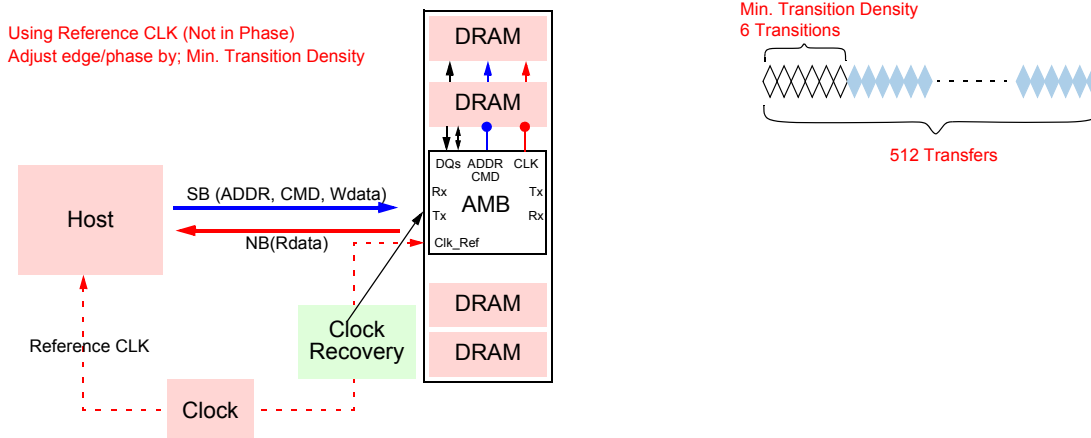 Using Reference CLK (Not in Phase)
Adjust edge/phase by; Min. Transition Density
Min. Transition Density
6 Transitions
512 Transfers
DRAM
DRAM
DQs ADDR CLK
CMD
Rx Tx
AMB
Tx Rx
Clk_Ref
Host
SB (ADDR, CMD, Wdata)
NB(Rdata)
DRAM
DRAM
Clock
Recovery
Reference CLK
Clock